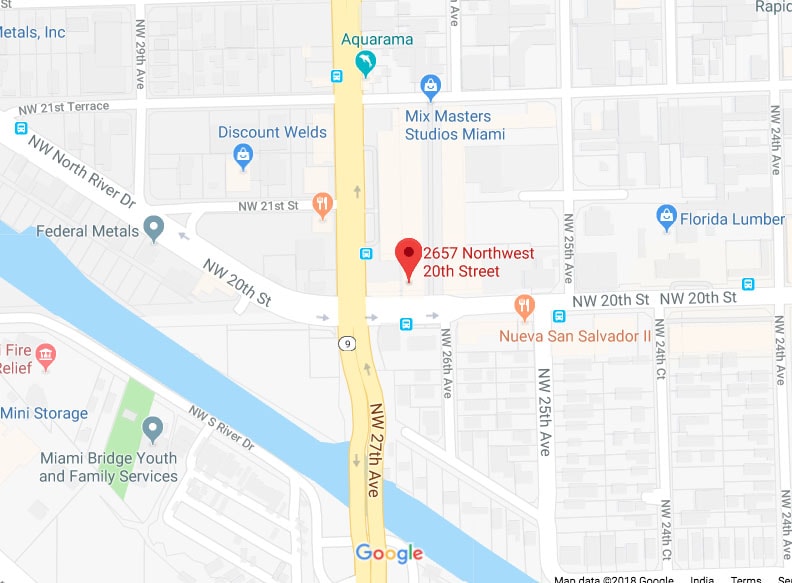 St
Metals, Inc
NW 29th Ave
Aquarama
Ave
Rapid
NW 21st Terrace
Mix Masters
Studios Miami
Discount Welds
NW North River Dr
NW 24th Ave
NW 21st St
Federal Metals
Florida Lumber
NW 25th Ave
2657 Northwest
20th Street
NW 20th St
NW 20th St
NW 20th St
Nueva San Salvador II
9
NW 26th Ave
NW 24th Ct
NW 24th Ave
Fire
Relief
NW 25th Ave
Mini Storage
NW S River Dr
NW 27th Ave
Miami Bridge Youth
and Family Services
NW 24th Ct
NW 24th Ave
Google
Map data ©2018 Google India Terms Se